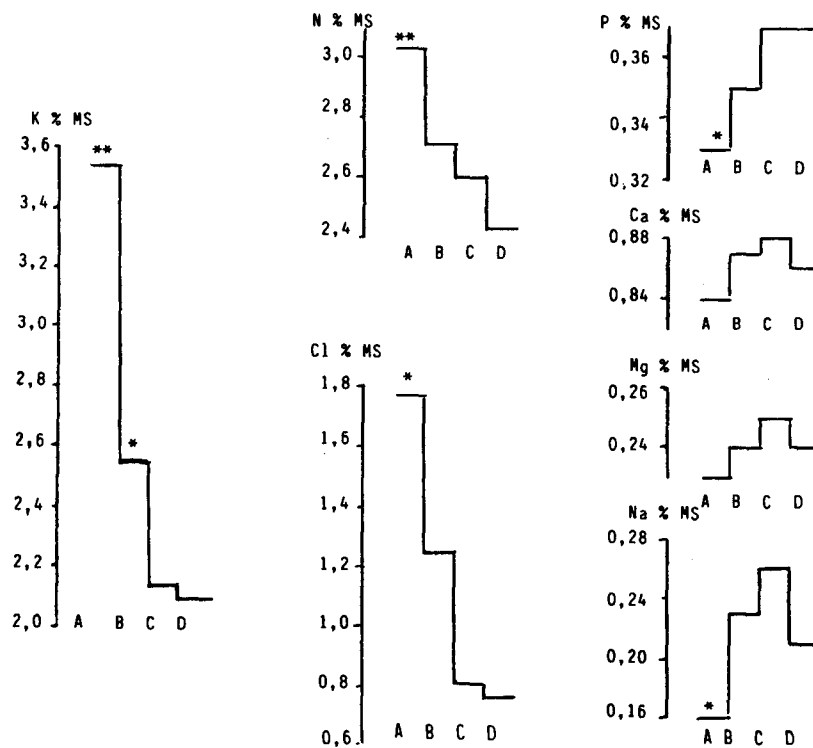 K % MS
3,6
3,4
3,2
3,0
2,8
2,6
2,4
2,2
2,0
**
*
A B C D
N % MS
3,0
2,8
2,6
2,4
**
A B C D
Cl % MS
1,8
1,6
1,4
1,2
1,0
0,8
0,6
*
A B C D
P % MS
0,36
0,34
0,32
*
A B C D
Ca % MS
0,88
0,84
A B C D
Mg % MS
0,26
0,24
A B C D
Na % MS
0,28
0,24
0,20
0,16
*
A B C D